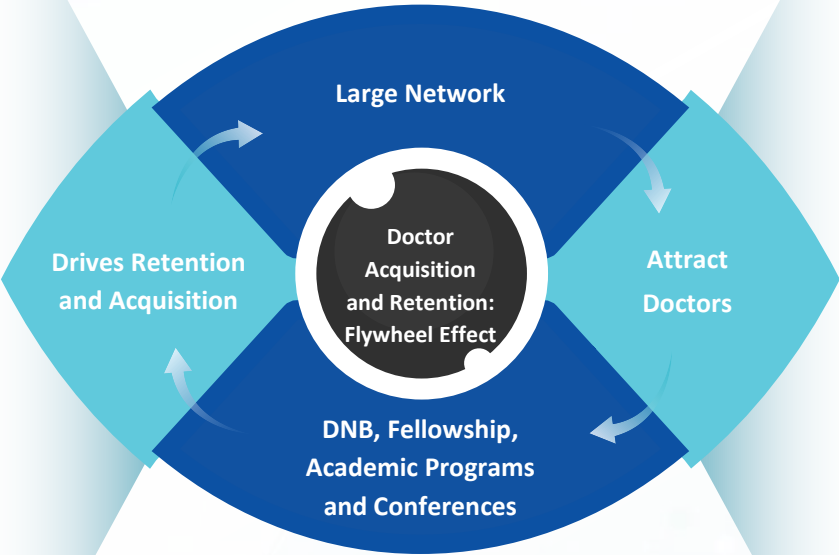 Large Network
Doctor
Acquisition
and Retention:
Flywheel Effect
Drives Retention
and Acquisition
Attract
Doctors
DNB, Fellowship,
Academic Programs
and Conferences